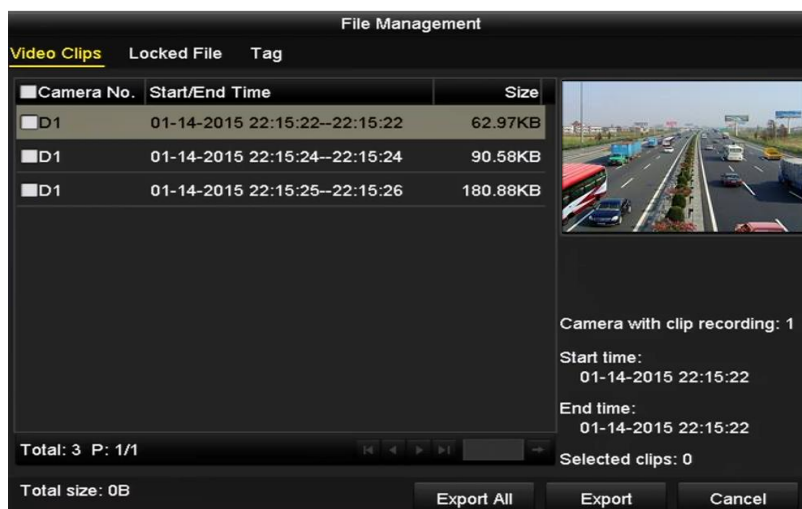 File Management
Video Clips Locked File Tag
Camera No. Start/End Time Size
D1 01-14-2015 22:15:22--22:15:22 62.97KB
D1 01-14-2015 22:15:24--22:15:24 90.58KB
D1 01-14-2015 22:15:25--22:15:26 180.88KB
Camera with clip recording: 1
Start time:
01-14-2015 22:15:22
End time:
01-14-2015 22:15:22
Selected clips: 0
Total: 3 P: 1/1
Total size: 0B
Export All Export Cancel